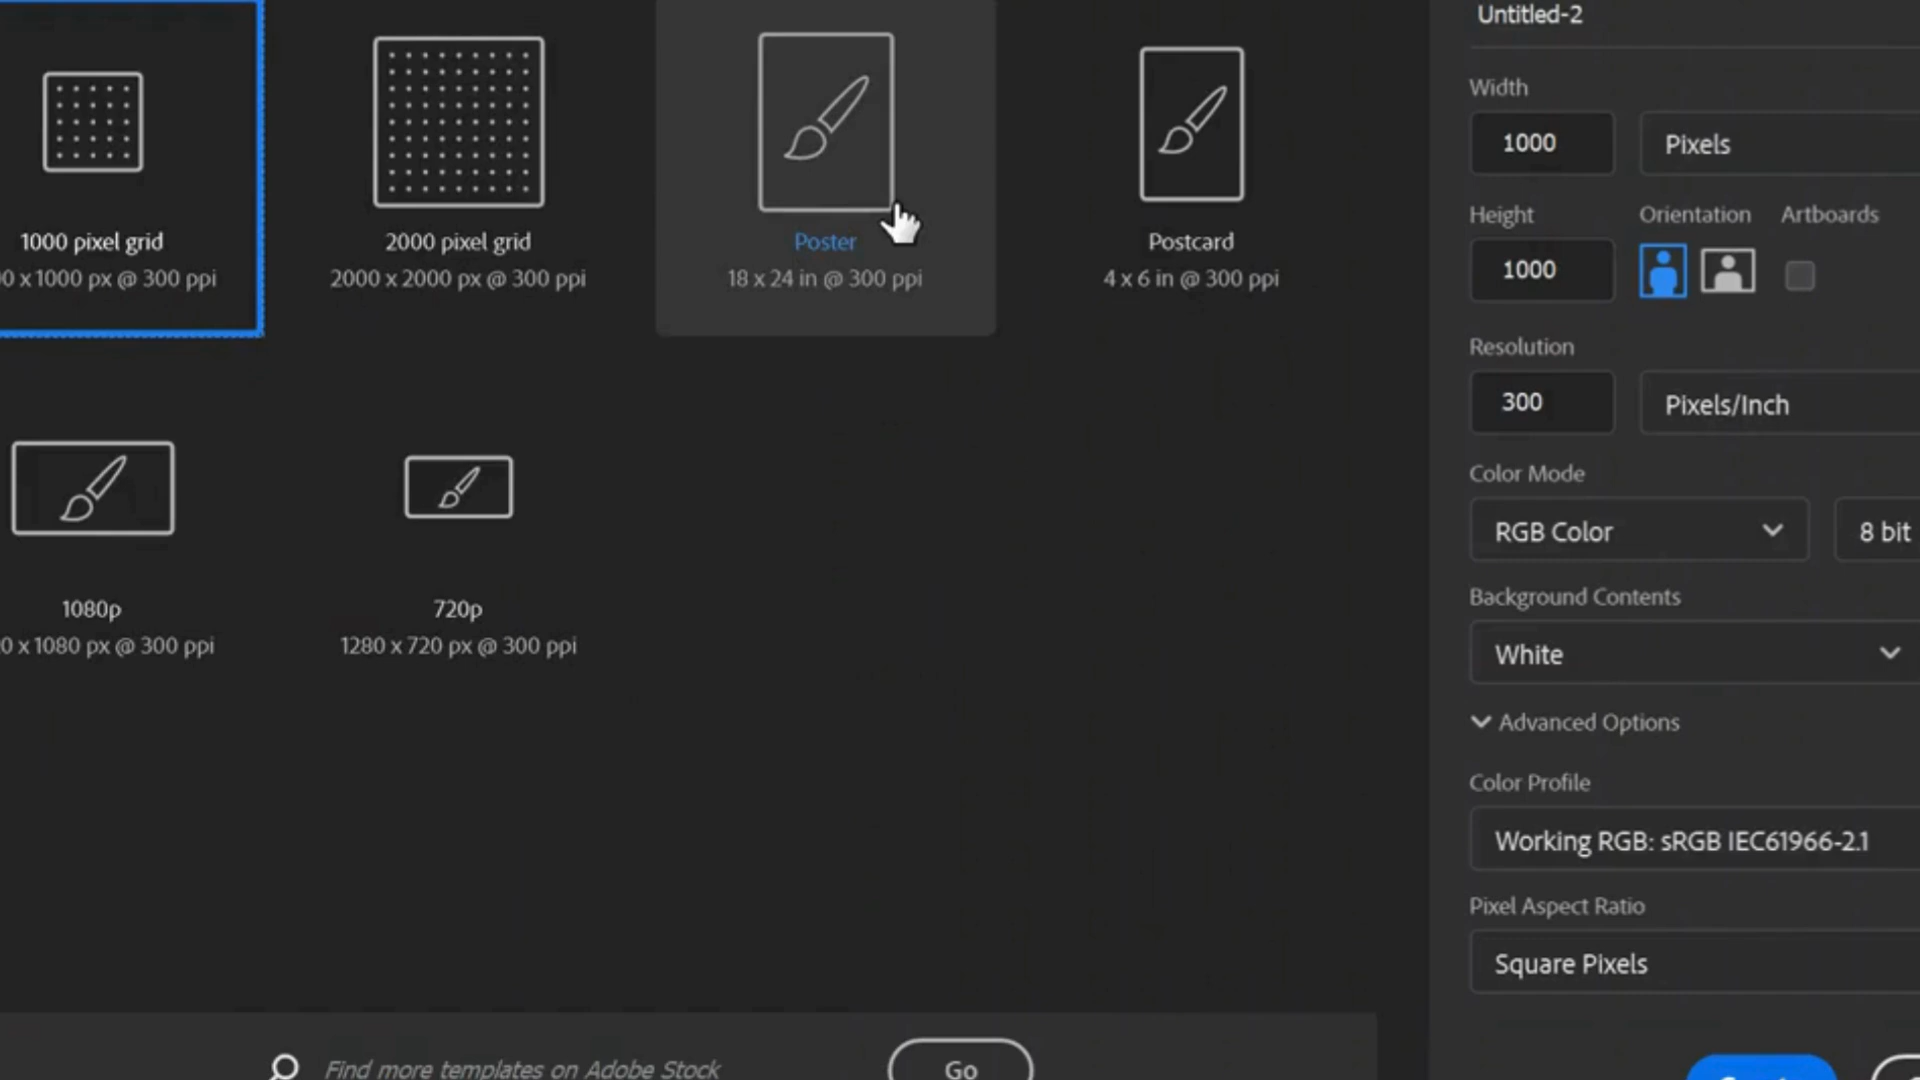 Untitled-2
Width
1000
Pixels
Height
Orientation
Artboards
1000
Resolution
300
Pixels/Inch
Color Mode
RGB Color
8 bit
Background Contents
White
Advanced Options
Color Profile
Working RGB: sRGB IEC61966-2.1
Pixel Aspect Ratio
Square Pixels
1000 pixel grid
0 x 1000 px @ 300 ppi
2000 pixel grid
2000 x 2000 px @ 300 ppi
Poster
18 x 24 in @ 300 ppi
Postcard
4 x 6 in @ 300 ppi
1080p
0 x 1080 px @ 300 ppi
720p
1280 x 720 px @ 300 ppi
Find more templates on Adobe Stock
Go